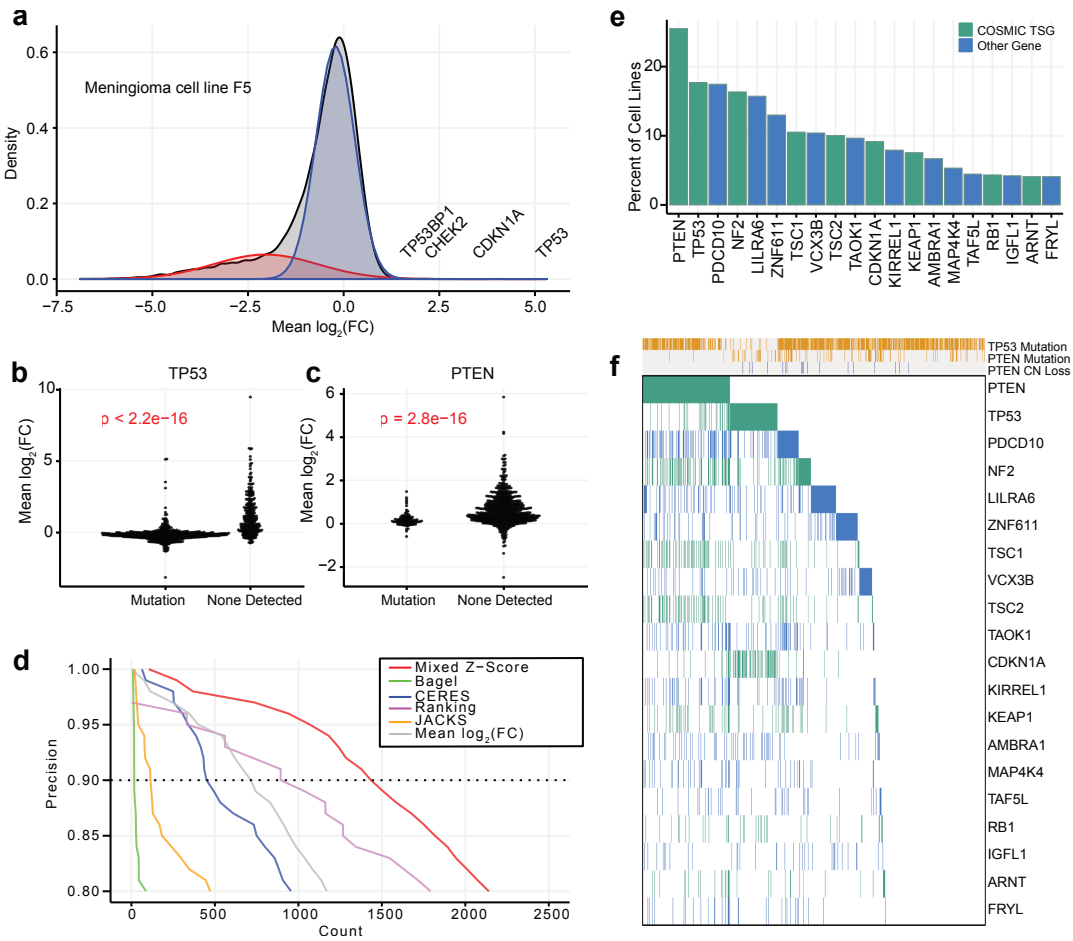 a
0.6
0.4
0.2
0.0
Density
Meningioma cell line F5
TP53BP1
CHEK2
CDKN1A
TP53
−7.5
−5.0
−2.5
0.0
2.5
5.0
Mean log2(FC)
b
TP53
p < 2.2e−16
10
5
0
Mean log2(FC)
Mutation
None Detected
c
PTEN
p = 2.8e−16
6
4
2
0
−2
Mean log2(FC)
Mutation
None Detected
d
1.00
0.95
0.90
0.85
0.80
Precision
Mixed Z-Score
Bagel
CERES
Ranking
JACKS
Mean log2(FC)
0
500
1000
1500
2000
2500
Count
e
COSMIC TSG
Other Gene
20
10
0
Percent of Cell Lines
PTEN
TP53
PDCD10
NF2
LILRA6
ZNF611
TSC1
VCX3B
TSC2
TAOK1
CDKN1A
KIRREL1
KEAP1
AMBRA1
MAP4K4
TAF5L
RB1
IGFL1
ARNT
FRYL
f
TP53 Mutation
PTEN Mutation
PTEN CN Loss
PTEN
TP53
PDCD10
NF2
LILRA6
ZNF611
TSC1
VCX3B
TSC2
TAOK1
CDKN1A
KIRREL1
KEAP1
AMBRA1
MAP4K4
TAF5L
RB1
IGFL1
ARNT
FRYL